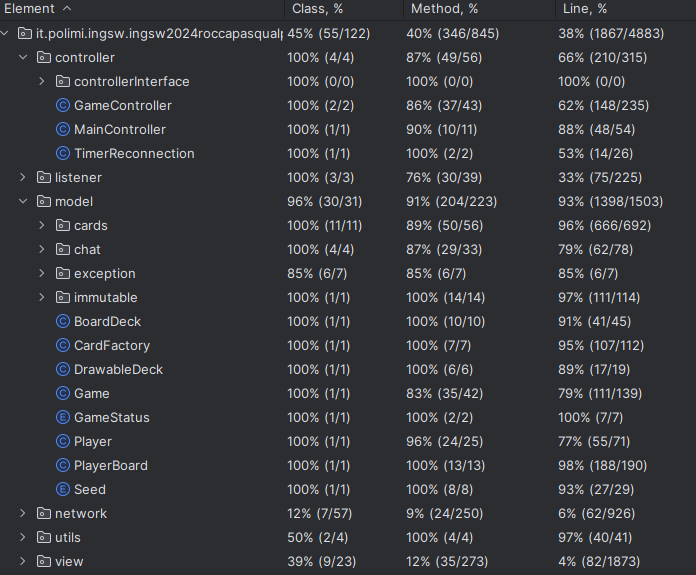 Element Class, % Method, % Line, %
it.polimi.ingsw.ingsw2024roccapasqual 45% (55/122) 40% (346/845) 38% (1867/4883)
controller 100% (4/4) 87% (49/56) 66% (210/315)
controllerInterface 100% (0/0) 100% (0/0) 100% (0/0)
GameController 100% (2/2) 86% (37/43) 62% (148/235)
MainController 100% (1/1) 90% (10/11) 88% (48/54)
TimerReconnection 100% (1/1) 100% (2/2) 53% (14/26)
listener 100% (3/3) 76% (30/39) 33% (75/225)
model 96% (30/31) 91% (204/223) 93% (1398/1503)
cards 100% (11/11) 89% (50/56) 96% (666/692)
chat 100% (4/4) 87% (29/33) 79% (62/78)
exception 85% (6/7) 85% (6/7) 85% (6/7)
immutable 100% (1/1) 100% (14/14) 97% (111/114)
BoardDeck 100% (1/1) 100% (10/10) 91% (41/45)
CardFactory 100% (1/1) 100% (7/7) 95% (107/112)
DrawableDeck 100% (1/1) 100% (6/6) 89% (17/19)
Game 100% (1/1) 83% (35/42) 79% (111/139)
GameStatus 100% (1/1) 100% (2/2) 100% (7/7)
Player 100% (1/1) 96% (24/25) 77% (55/71)
PlayerBoard 100% (1/1) 100% (13/13) 98% (188/190)
Seed 100% (1/1) 100% (8/8) 93% (27/29)
network 12% (7/57) 9% (24/250) 6% (62/926)
utils 50% (2/4) 100% (4/4) 97% (40/41)
view 39% (9/23) 12% (35/273) 4% (82/1873)